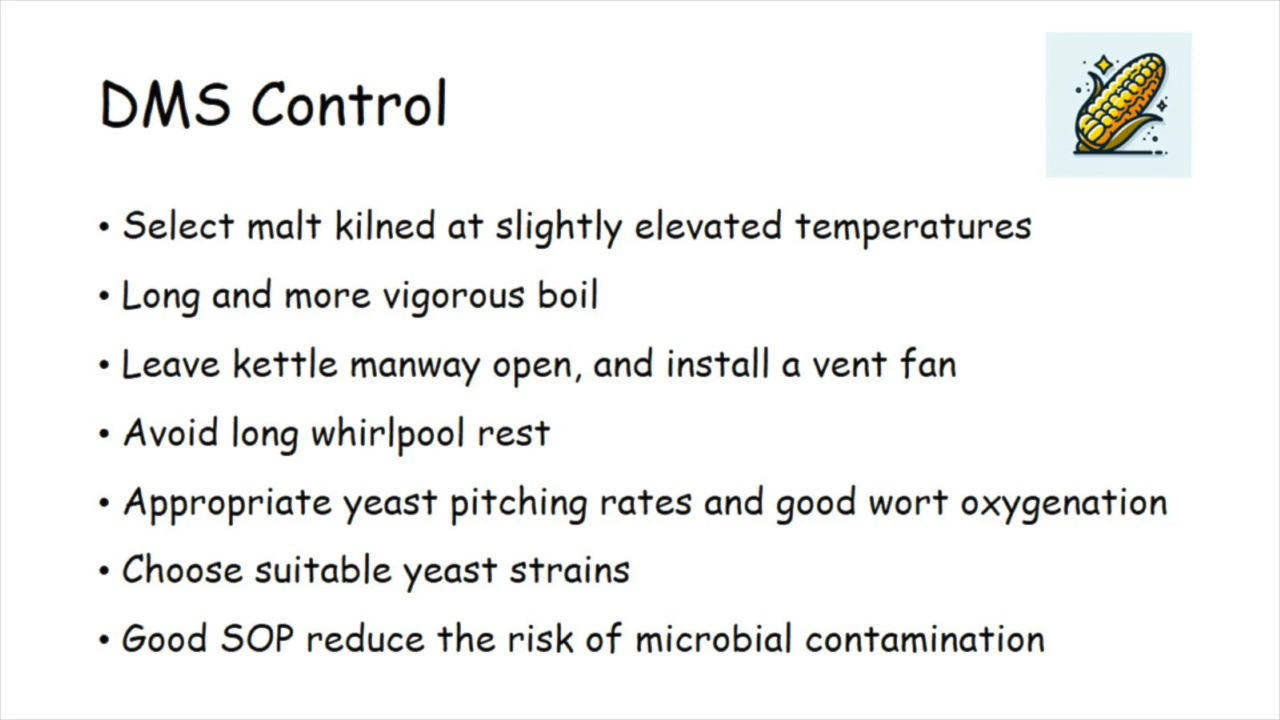 DMS Control
• Select malt kilned at slightly elevated temperatures
• Long and more vigorous boil
• Leave kettle manway open, and install a vent fan
• Avoid long whirlpool rest
• Appropriate yeast pitching rates and good wort oxygenation
• Choose suitable yeast strains
• Good SOP reduce the risk of microbial contamination